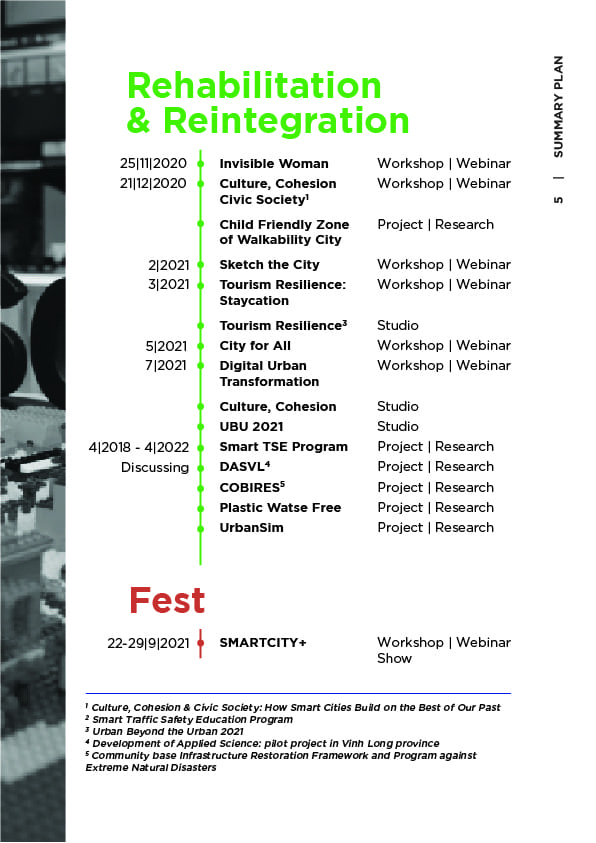 5 | SUMMARY PLAN
Rehabilitation
& Reintegration
25|11|2020 Invisible Woman Workshop | Webinar
21|12|2020 Culture, Cohesion Workshop | Webinar
Civic Society¹
Child Friendly Zone Project | Research
of Walkability City
2|2021 Sketch the City Workshop | Webinar
3|2021 Tourism Resilience: Workshop | Webinar
Staycation
Tourism Resilience³ Studio
5|2021 City for All Workshop | Webinar
7|2021 Digital Urban Workshop | Webinar
Transformation
Culture, Cohesion Studio
UBU 2021 Studio
4|2018 - 4|2022 Smart TSE Program Project | Research
Discussing DASVL⁴ Project | Research
COBIRES⁵ Project | Research
Plastic Watse Free Project | Research
UrbanSim Project | Research
Fest
22-29|9|2021 SMARTCITY+ Workshop | Webinar
Show
¹ Culture, Cohesion & Civic Society: How Smart Cities Build on the Best of Our Past
² Smart Traffic Safety Education Program
³ Urban Beyond the Urban 2021
⁴ Development of Applied Science: pilot project in Vinh Long province
⁵ Community base Infrastructure Restoration Framework and Program against
Extreme Natural Disasters